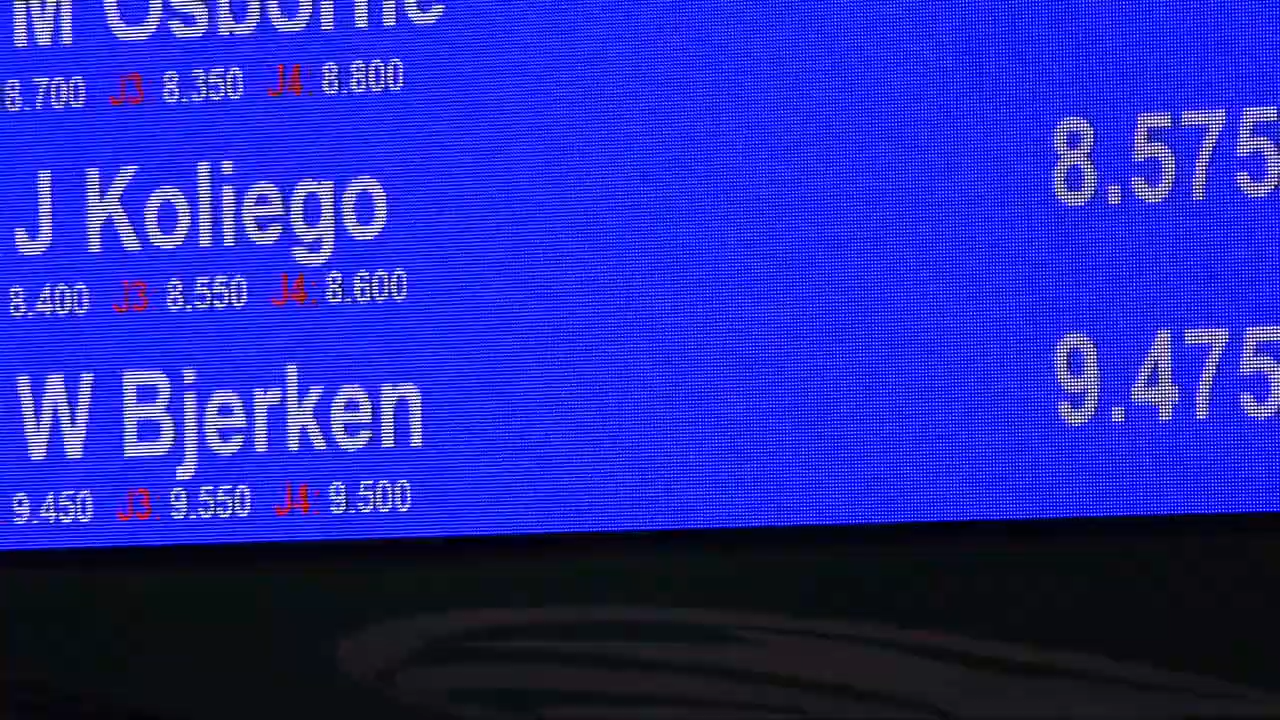 M Osborne
8.700 J3 8.350 J4: 8.800
8.575
J Koliego
8.400 J3 8.550 J4: 8.600
9.475
W Bjerken
9.450 J3: 9.550 J4: 9.500